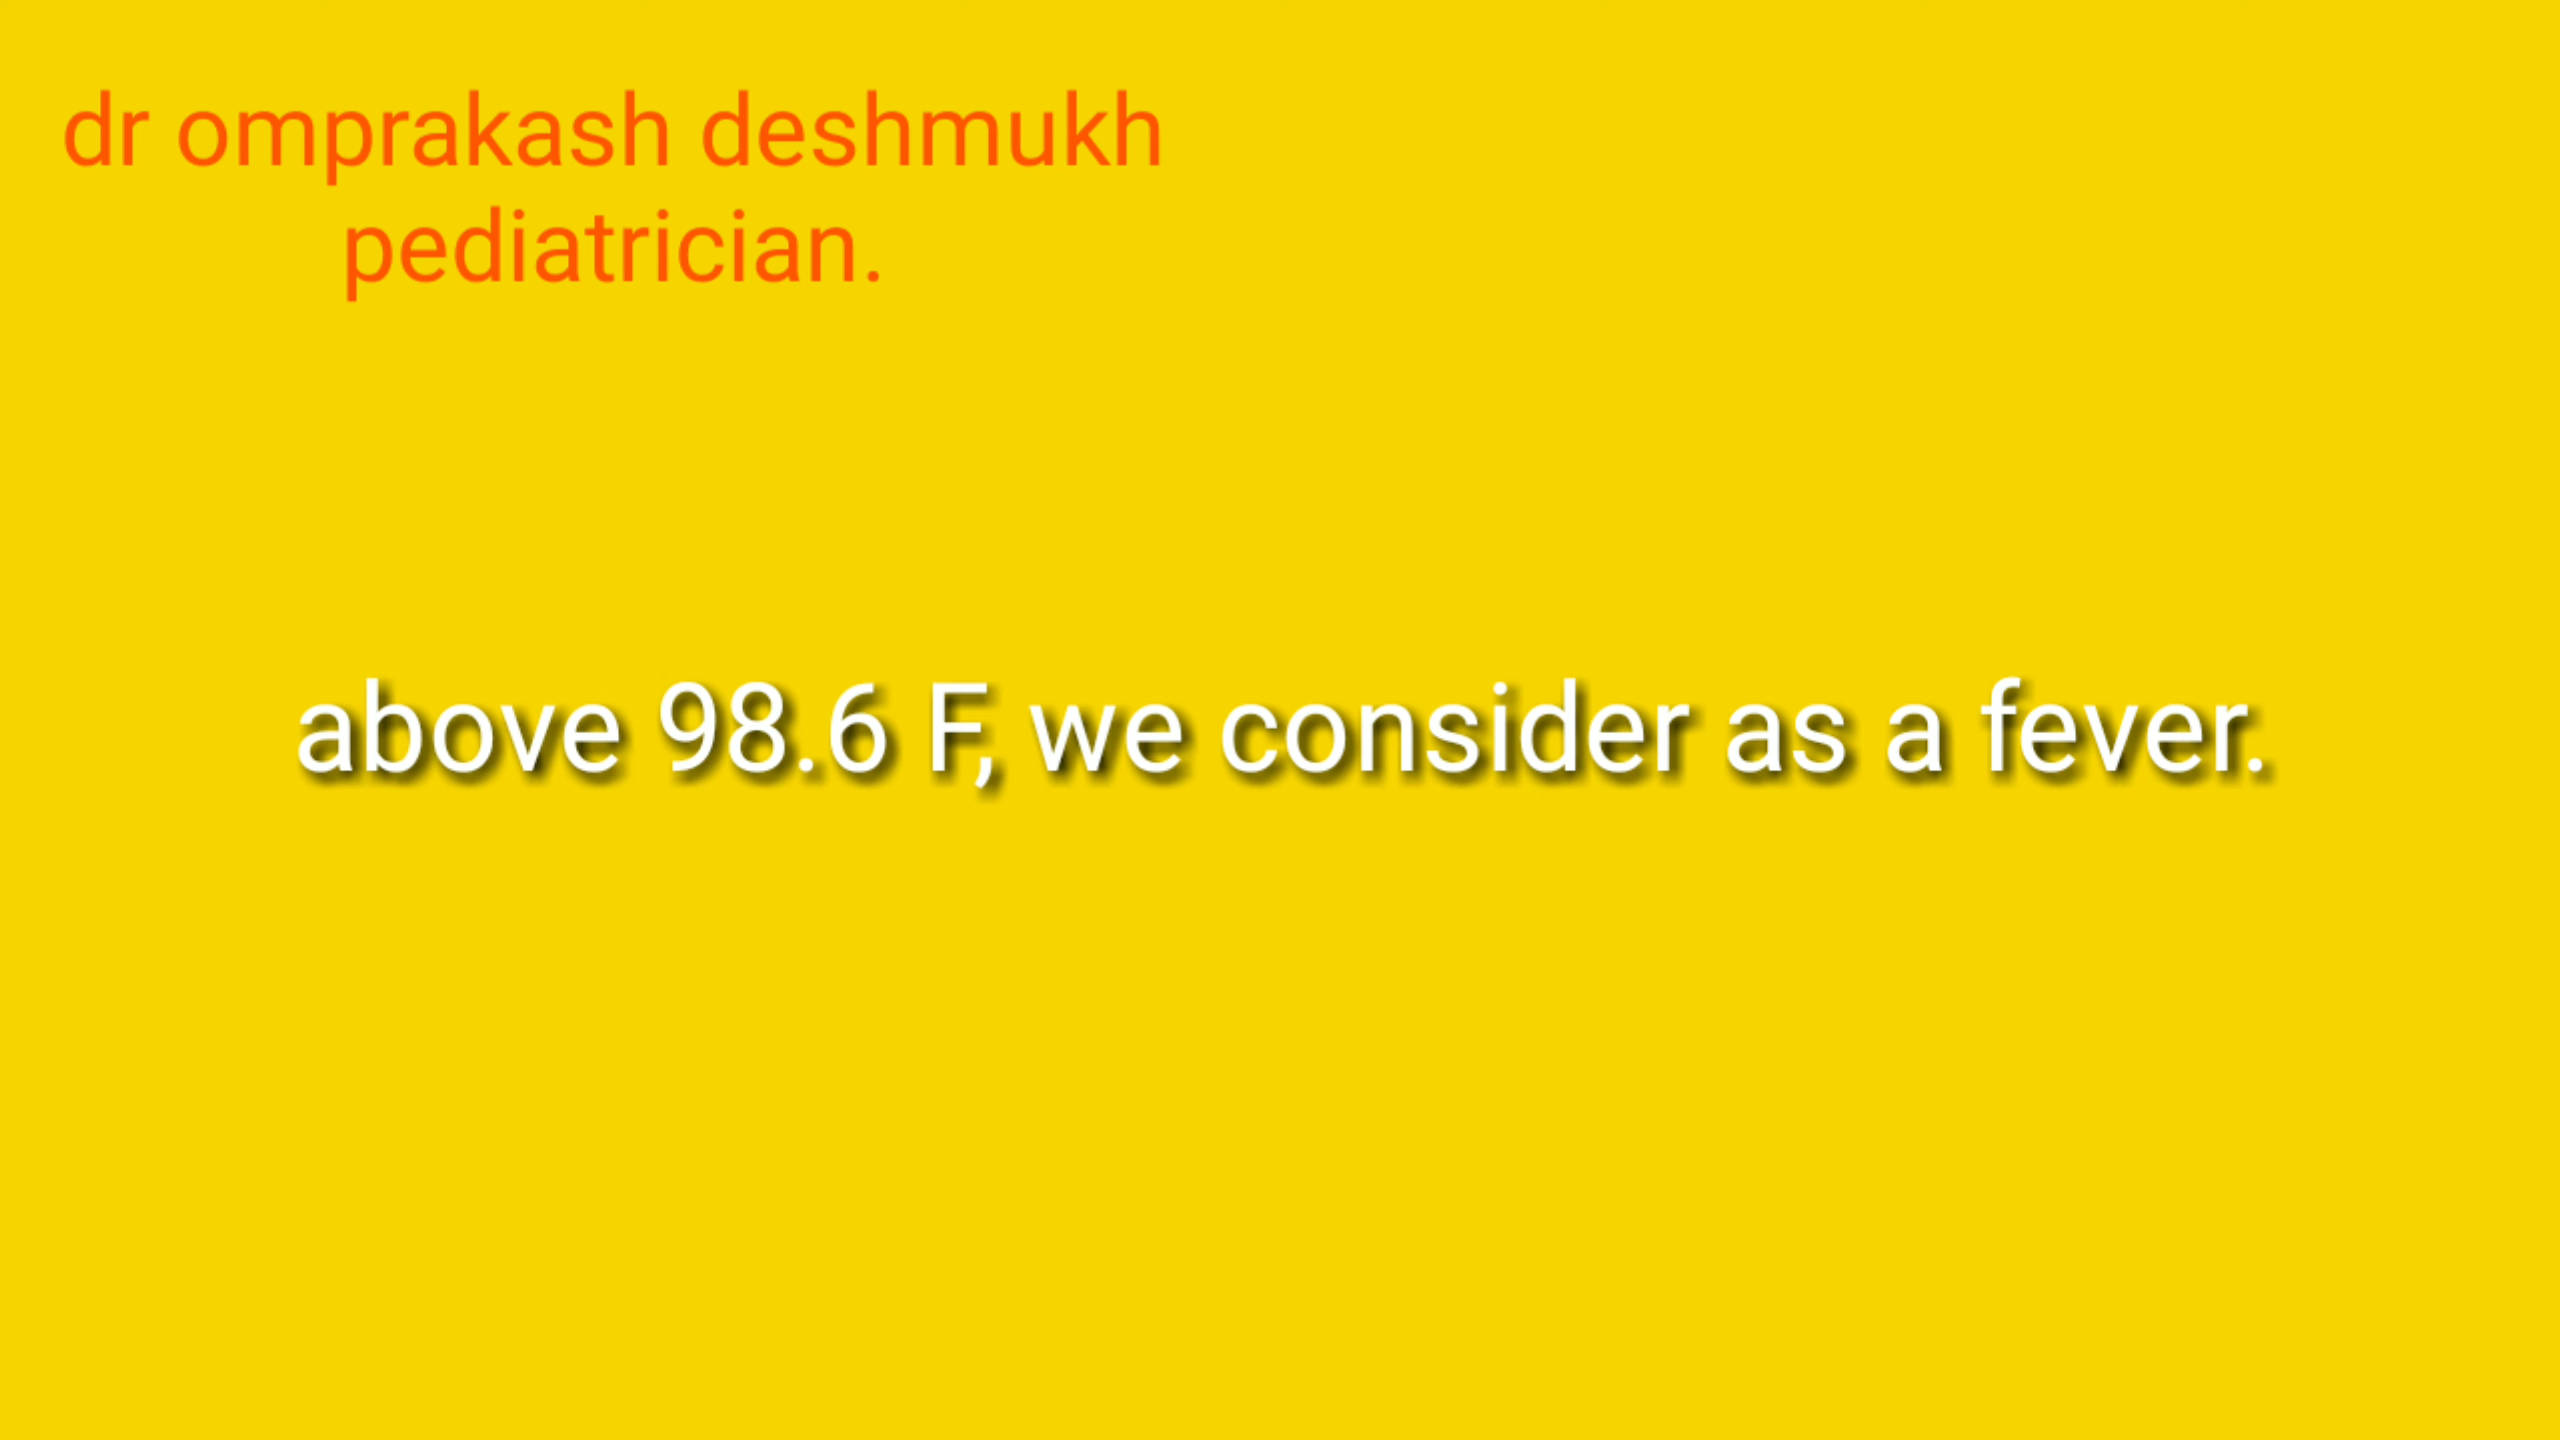 dr omprakash deshmukh
pediatrician.
above 98.6 F, we consider as a fever.